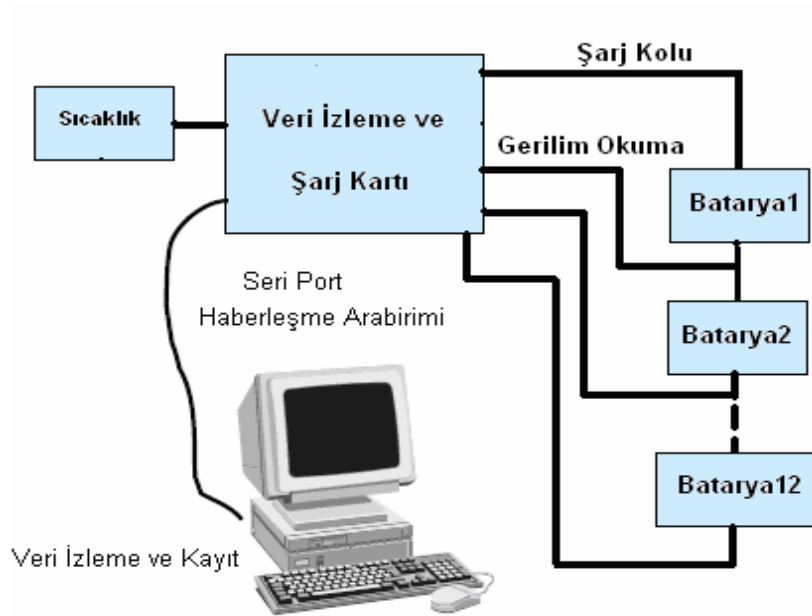 Şarj Kolu
Sıcaklık
Veri İzleme ve
Şarj Kartı
Gerilim Okuma
Batarya1
Seri Port
Haberleşme Arabirimi
Batarya2
Batarya12
Veri İzleme ve Kayıt